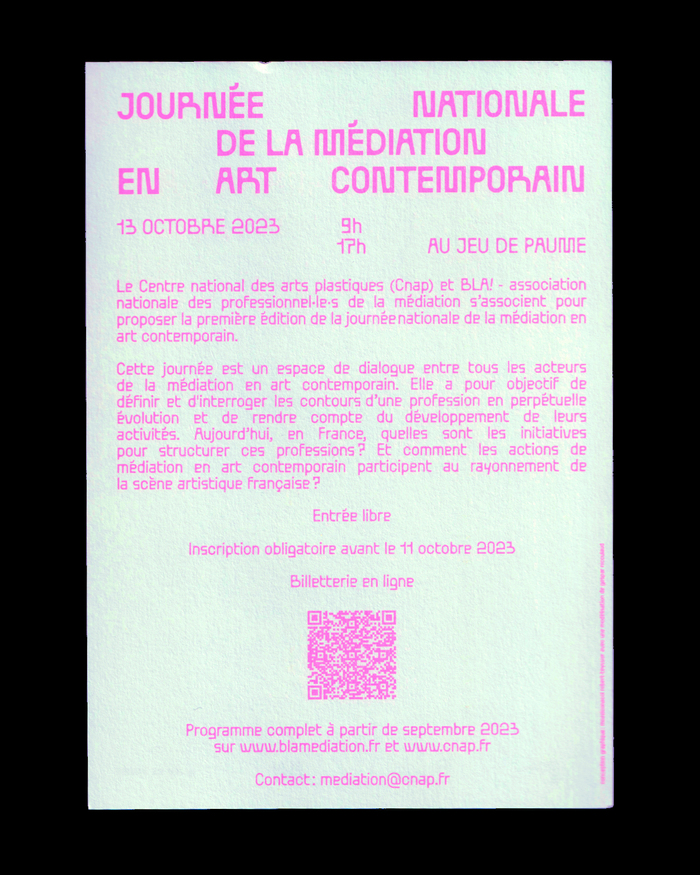 JOURNÉE NATIONALE
DE LA MÉDIATION
EN ART CONTEMPORAIN
13 OCTOBRE 2023 9h
17h AU JEU DE PAUME
Le Centre national des arts plastiques (Cnap) et BLA! - association
nationale des professionnel·le·s de la médiation s'associent pour
proposer la première édition de la journée nationale de la médiation en
art contemporain.
Cette journée est un espace de dialogue entre tous les acteurs
de la médiation en art contemporain. Elle a pour objectif de
définir et d'interroger les contours d'une profession en perpétuelle
évolution et de rendre compte du développement de leurs
activités. Aujourd'hui, en France, quelles sont les initiatives
pour structurer ces professions ? Et comment les actions de
médiation en art contemporain participent au rayonnement de
la scène artistique française ?
Entrée libre
Inscription obligatoire avant le 11 octobre 2023
Billetterie en ligne
Programme complet à partir de septembre 2023
sur www.blamediation.fr et www.cnap.fr
Contact : mediation@cnap.fr